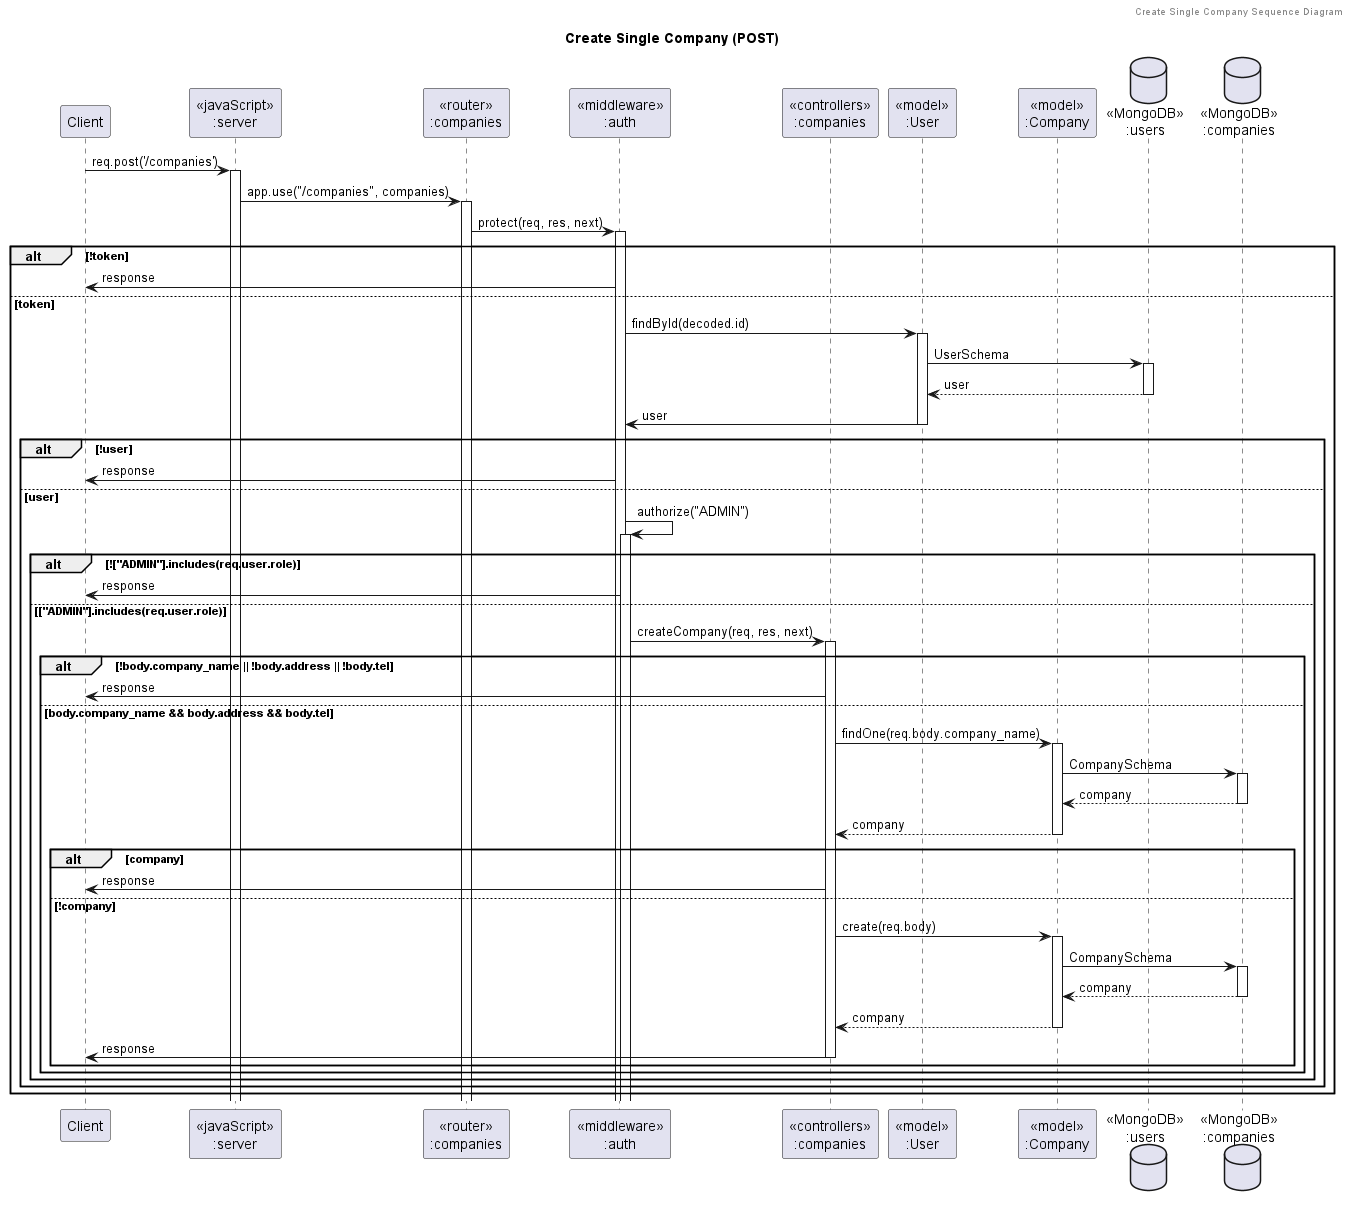 Create Single Company Sequence Diagram
Create Single Company (POST)
Client
«javaScript»
:server
«router»
:companies
«middleware»
:auth
«controllers»
:companies
«model»
:User
«model»
:Company
«MongoDB»
:users
«MongoDB»
:companies
req.post('/companies')
app.use("/companies", companies)
protect(req, res, next)
alt [!token]
response
[token]
findById(decoded.id)
UserSchema
user
user
alt [!user]
response
[user]
authorize("ADMIN")
alt [!["ADMIN"].includes(req.user.role)]
response
[["ADMIN"].includes(req.user.role)]
createCompany(req, res, next)
alt [!body.company_name || !body.address || !body.tel]
response
[body.company_name && body.address && body.tel]
findOne(req.body.company_name)
CompanySchema
company
company
alt [company]
response
[!company]
create(req.body)
CompanySchema
company
company
response
Client
«javaScript»
:server
«router»
:companies
«middleware»
:auth
«controllers»
:companies
«model»
:User
«model»
:Company
«MongoDB»
:users
«MongoDB»
:companies